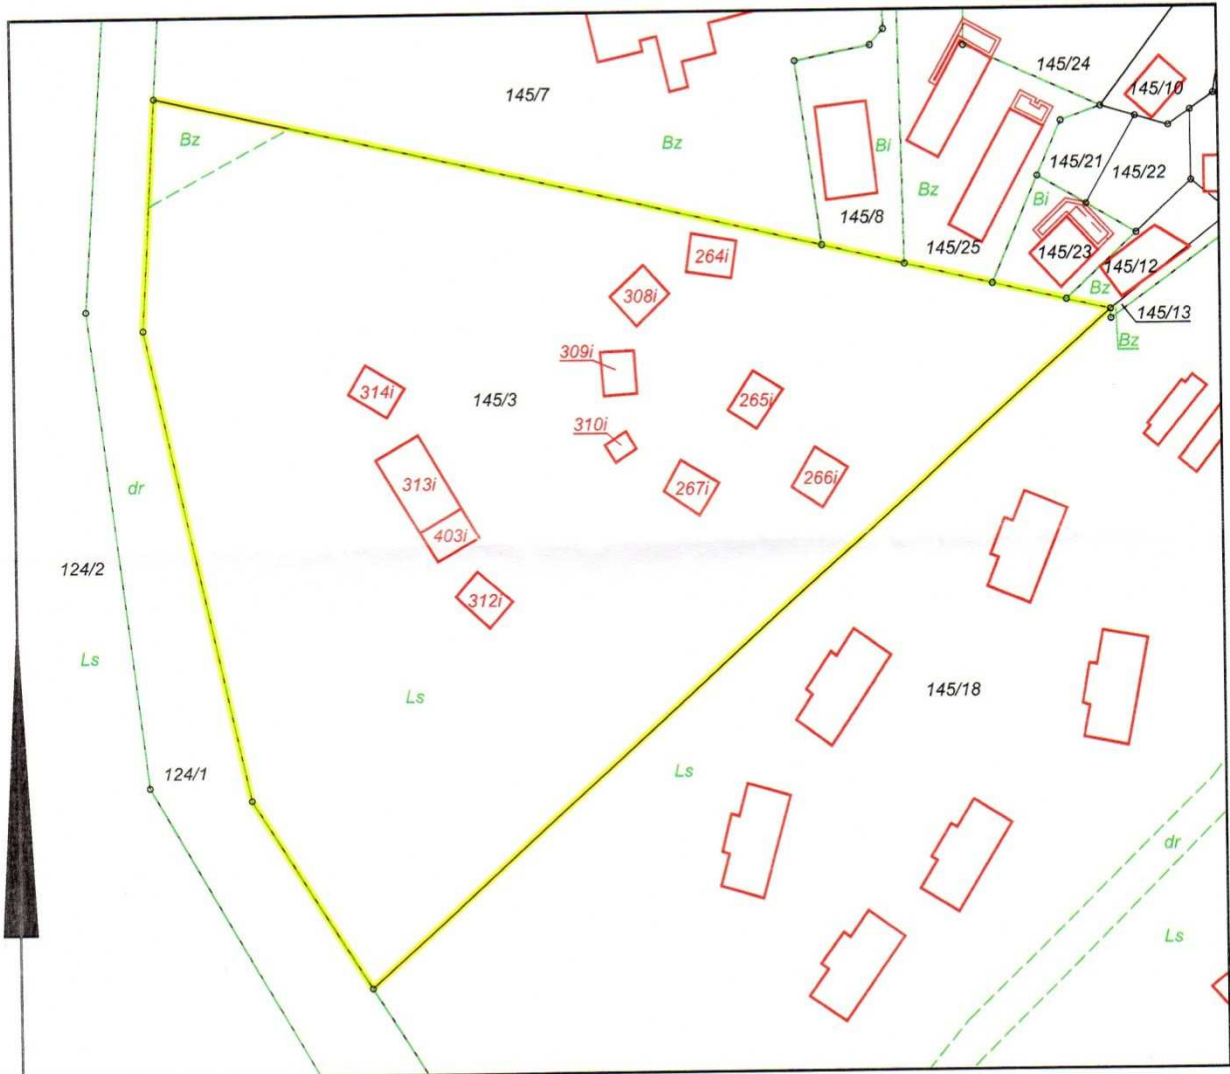 145/24
145/10
145/7
Bz
Bz
Bi
145/21
145/22
Bz
Bi
145/8
145/25
145/23
145/12
264i
Bz
308i
145/13
Bz
309i
314i
145/3
265i
310i
313i
267i
266i
dr
403i
124/2
312i
Ls
Ls
145/18
124/1
Ls
dr
Ls